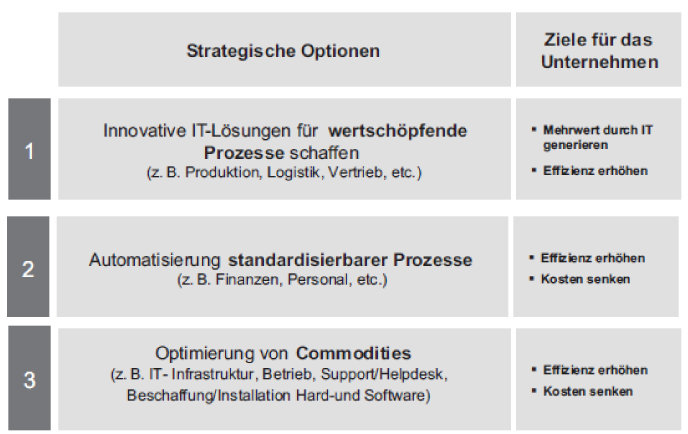 Strategische Optionen
Ziele für das
Unternehmen
1
Innovative IT-Lösungen für wertschöpfende
Prozesse schaffen
(z. B. Produktion, Logistik, Vertrieb, etc.)
▪ Mehrwert durch IT
generieren
▪ Effizienz erhöhen
2
Automatisierung standardisierbarer Prozesse
(z. B. Finanzen, Personal, etc.)
▪ Effizienz erhöhen
▪ Kosten senken
3
Optimierung von Commodities
(z. B. IT- Infrastruktur, Betrieb, Support/Helpdesk,
Beschaffung/Installation Hard-und Software)
▪ Effizienz erhöhen
▪ Kosten senken